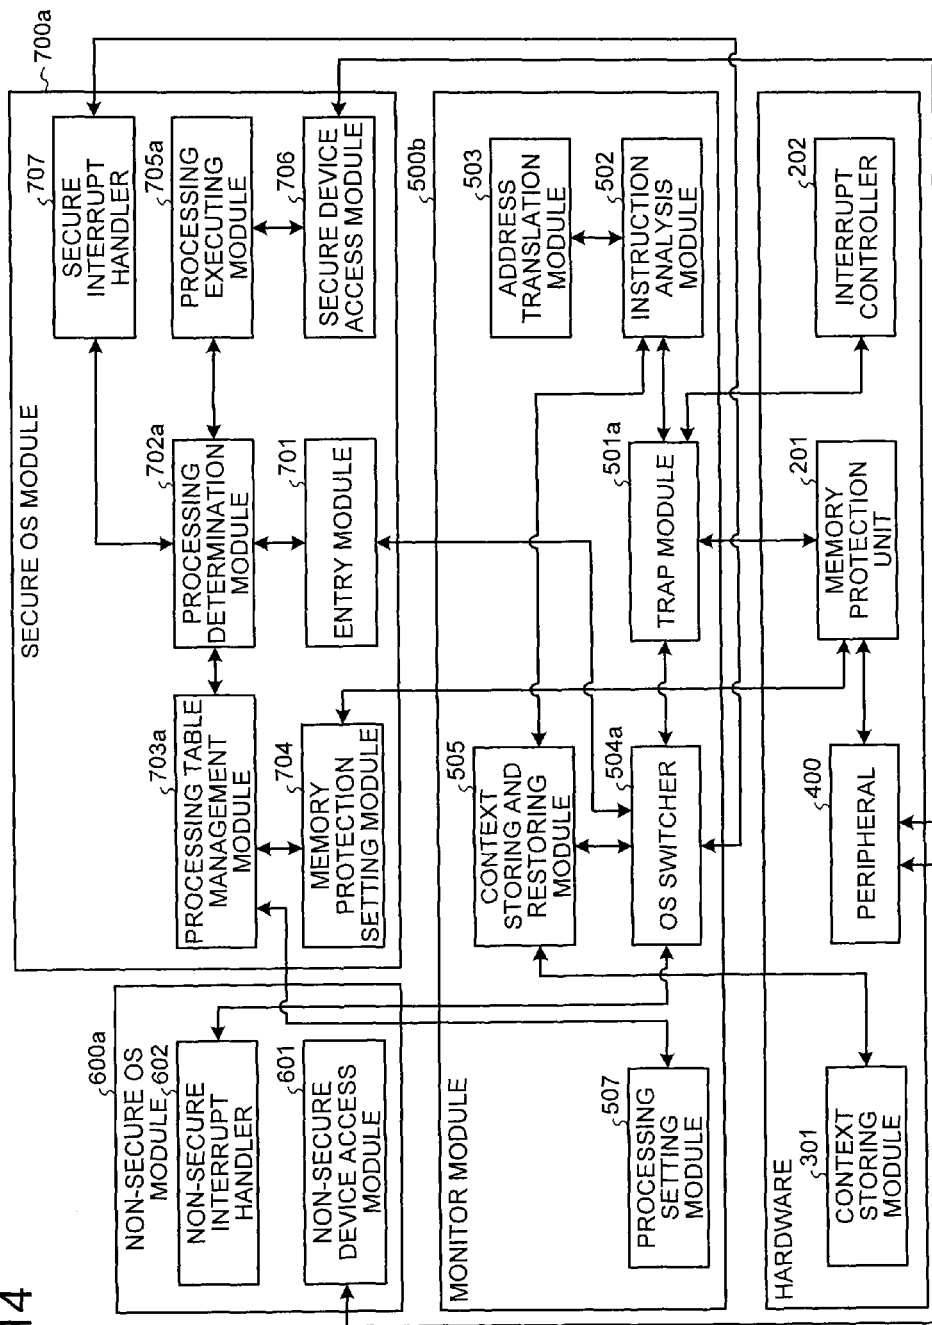 14
NON-SECURE OS
MODULE
600a
602
NON-SECURE
INTERRUPT
HANDLER
601
NON-SECURE
DEVICE ACCESS
MODULE
SECURE OS MODULE
700a
703a
PROCESSING TABLE
MANAGEMENT
MODULE
702a
PROCESSING
DETERMINATION
MODULE
707
SECURE
INTERRUPT
HANDLER
705a
PROCESSING
EXECUTING
MODULE
704
MEMORY
PROTECTION
SETTING MODULE
701
ENTRY MODULE
706
SECURE DEVICE
ACCESS MODULE
MONITOR MODULE
500b
505
CONTEXT
STORING AND
RESTORING
MODULE
503
ADDRESS
TRANSLATION
MODULE
507
PROCESSING
SETTING
MODULE
504a
OS SWITCHER
501a
TRAP MODULE
502
INSTRUCTION
ANALYSIS
MODULE
HARDWARE
301
CONTEXT
STORING
MODULE
400
PERIPHERAL
201
MEMORY
PROTECTION
UNIT
202
INTERRUPT
CONTROLLER